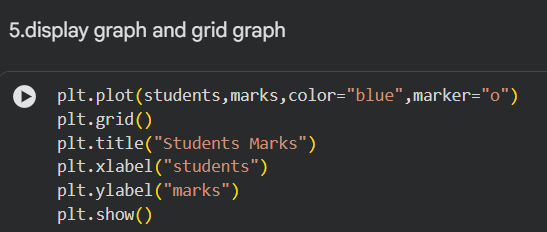 5.display graph and grid graph
plt.plot(students,marks,color="blue",marker="o")
plt.grid()
plt.title("Students Marks")
plt.xlabel("students")
plt.ylabel("marks")
plt.show()